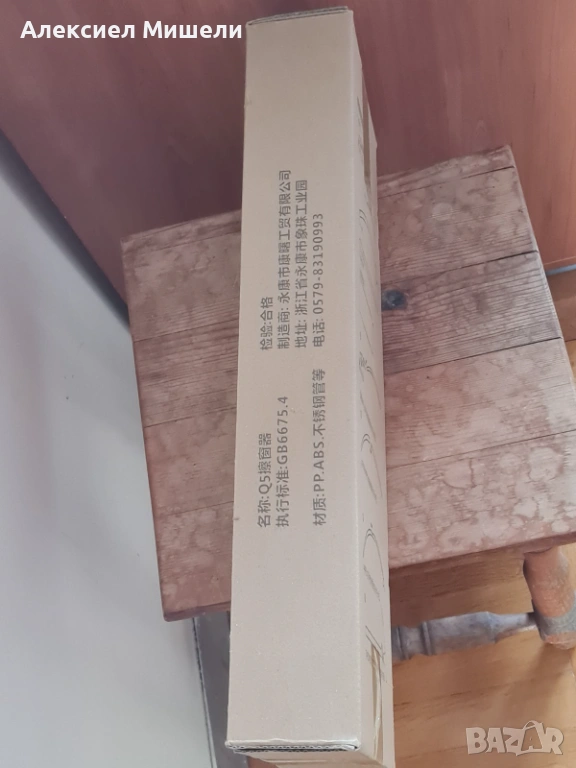 Алексиел Мишели
名称:Q5擦窗器
执行标准:GB6675.4
材质:PP.ABS.不锈钢管等
检验:合格
制造商: 永康市康曙工贸有限公司
地址: 浙江省永康市象珠工业园
电话: 0579-83190993
BAZAR